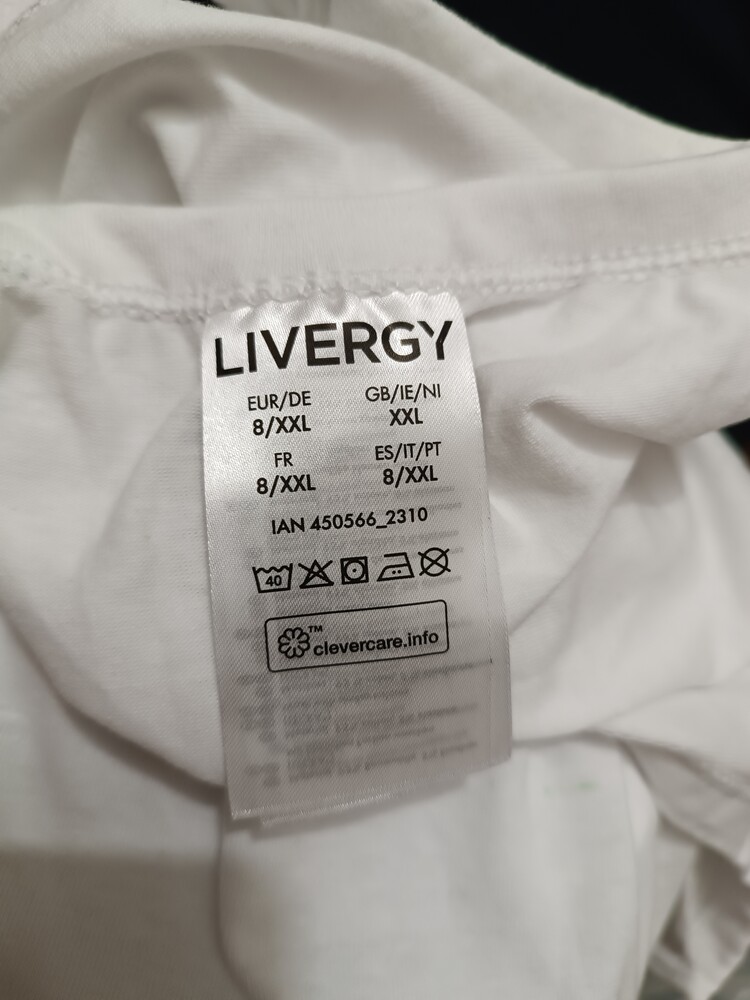 LIVERGY
EUR/DE GB/IE/NI
8/XXL XXL
FR ES/IT/PT
8/XXL 8/XXL
IAN 450566_2310
40
™
clevercare.info